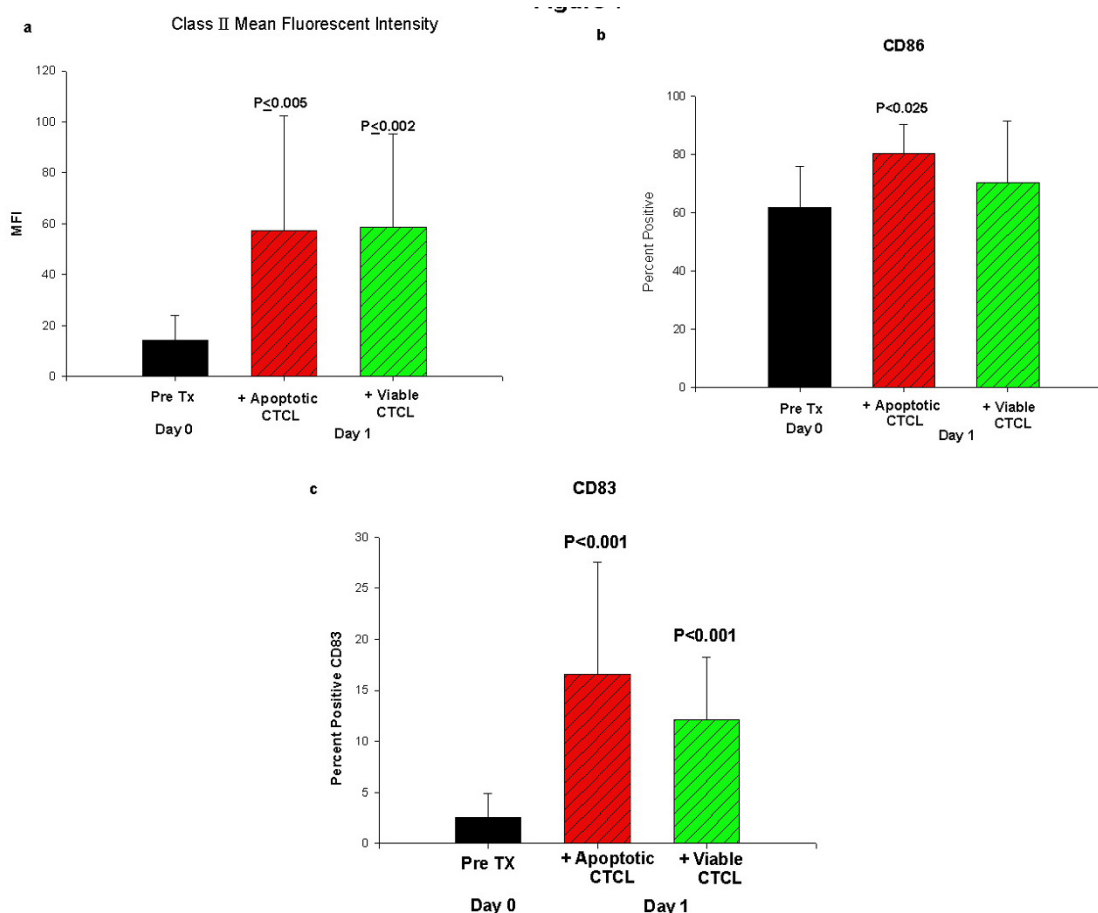 a
Class II Mean Fluorescent Intensity
120
100
80
60
40
20
0
MFI
P≤0.005
P≤0.002
Pre Tx
+ Apoptotic
CTCL
+ Viable
CTCL
Day 0
Day 1
b
CD86
100
80
60
40
20
0
Percent Positive
P<0.025
Pre Tx
+ Apoptotic
CTCL
+ Viable
CTCL
Day 0
Day 1
c
CD83
30
25
20
15
10
5
0
Percent Positive CD83
P<0.001
P<0.001
Pre TX
+ Apoptotic
CTCL
+ Viable
CTCL
Day 0
Day 1